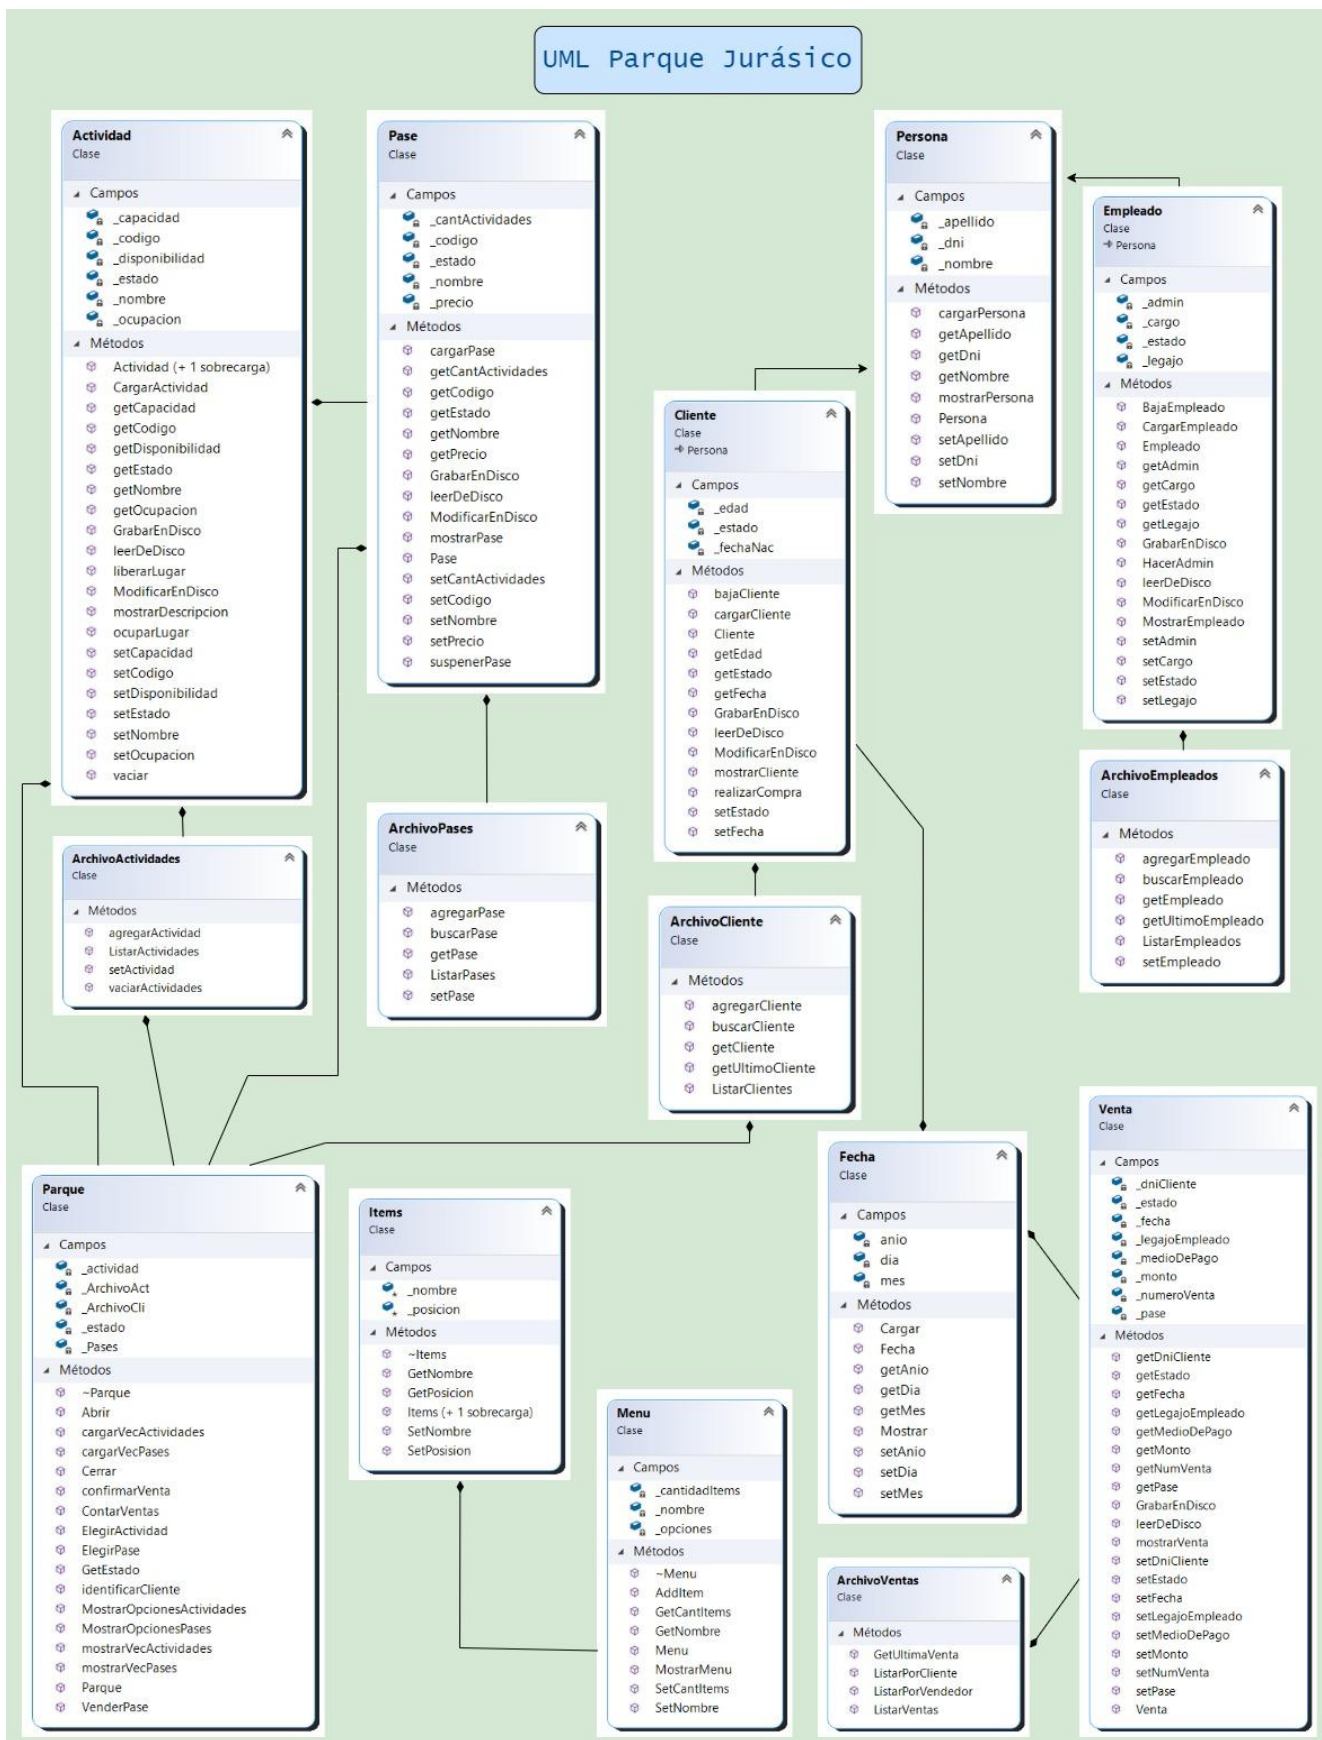 UML Parque Jurásico
Actividad
Clase
Campos
_capacidad
_codigo
_disponibilidad
_estado
_nombre
_ocupacion
Métodos
Actividad (+ 1 sobrecarga)
CargarActividad
getCapacidad
getCodigo
getDisponibilidad
getEstado
getNombre
getOcupacion
GrabarEnDisco
leerDeDisco
liberarLugar
ModificarEnDisco
mostrarDescripcion
ocuparLugar
setCapacidad
setCodigo
setDisponibilidad
setEstado
setNombre
setOcupacion
vaciar
Pase
Clase
Campos
_cantActividades
_codigo
_estado
_nombre
_precio
Métodos
cargarPase
getCantActividades
getCodigo
getEstado
getNombre
getPrecio
GrabarEnDisco
leerDeDisco
ModificarEnDisco
mostrarPase
Pase
setCantActividades
setCodigo
setNombre
setPrecio
suspenerPase
Persona
Clase
Campos
_apellido
_dni
_nombre
Métodos
cargarPersona
getApellido
getDni
getNombre
mostrarPersona
Persona
setApellido
setDni
setNombre
Empleado
Clase
Persona
Campos
_admin
_cargo
_estado
_legajo
Métodos
BajaEmpleado
CargarEmpleado
Empleado
getAdmin
getCargo
getEstado
getLegajo
GrabarEnDisco
HacerAdmin
leerDeDisco
ModificarEnDisco
MostrarEmpleado
setAdmin
setCargo
setEstado
setLegajo
Cliente
Clase
Persona
Campos
_edad
_estado
_fechaNac
Métodos
bajaCliente
cargarCliente
Cliente
getEdad
getEstado
getFecha
GrabarEnDisco
leerDeDisco
ModificarEnDisco
mostrarCliente
realizarCompra
setEstado
setFecha
ArchivoEmpleados
Clase
Métodos
agregarEmpleado
buscarEmpleado
getEmpleado
getUltimoEmpleado
ListarEmpleados
setEmpleado
ArchivoActividades
Clase
Métodos
agregarActividad
ListarActividades
setActividad
vaciarActividades
ArchivoPases
Clase
Métodos
agregarPase
buscarPase
getPase
ListarPases
setPase
ArchivoCliente
Clase
Métodos
agregarCliente
buscarCliente
getCliente
getUltimoCliente
ListarClientes
Parque
Clase
Campos
_actividad
_ArchivoAct
_ArchivoCli
_estado
_Pases
Métodos
~Parque
Abrir
cargarVecActividades
cargarVecPases
Cerrar
confirmarVenta
ContarVentas
ElegirActividad
ElegirPase
GetEstado
identificarCliente
MostrarOpcionesActividades
MostrarOpcionesPases
mostrarVecActividades
mostrarVecPases
Parque
VenderPase
Items
Clase
Campos
_nombre
_posicion
Métodos
~Items
GetNombre
GetPosicion
Items (+ 1 sobrecarga)
SetNombre
SetPosision
Menu
Clase
Campos
_cantidadItems
_nombre
_opciones
Métodos
~Menu
AddItem
GetCantItems
GetNombre
Menu
MostrarMenu
SetCantItems
SetNombre
Fecha
Clase
Campos
anio
dia
mes
Métodos
Cargar
Fecha
getAnio
getDia
getMes
Mostrar
setAnio
setDia
setMes
ArchivoVentas
Clase
Métodos
GetUltimaVenta
ListarPorCliente
ListarPorVendedor
ListarVentas
Venta
Clase
Campos
_dniCliente
_estado
_fecha
_legajoEmpleado
_medioDePago
_monto
_numeroVenta
_pase
Métodos
getDniCliente
getEstado
getFecha
getLegajoEmpleado
getMedioDePago
getMonto
getNumVenta
getPase
GrabarEnDisco
leerDeDisco
mostrarVenta
setDniCliente
setEstado
setFecha
setLegajoEmpleado
setMedioDePago
setMonto
setNumVenta
setPase
Venta